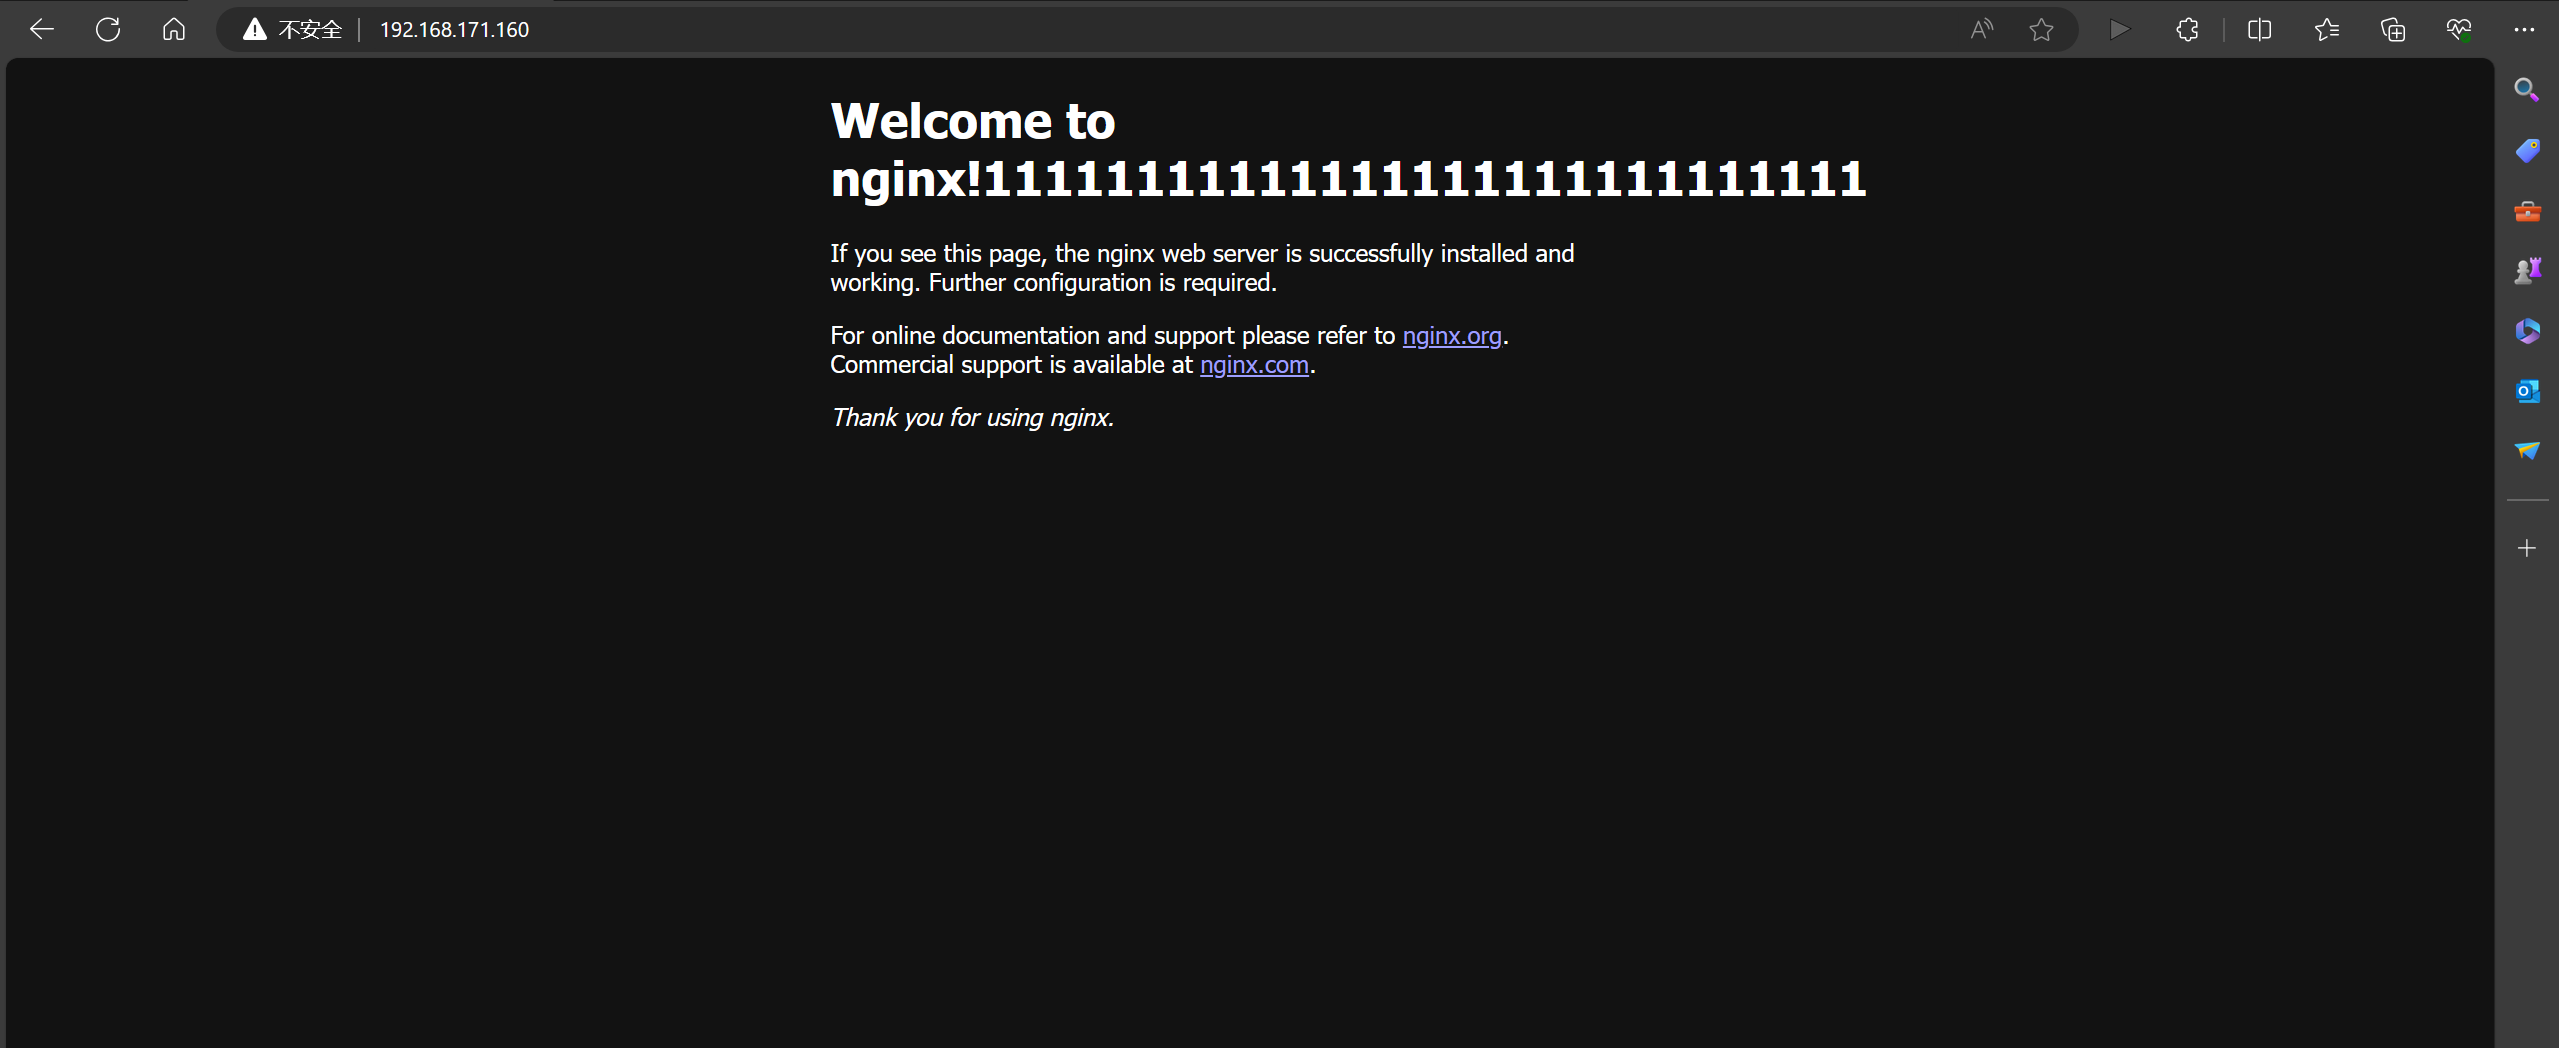 不安全 192.168.171.160
Welcome to
nginx!11111111111111111111111111111
If you see this page, the nginx web server is successfully installed and
working. Further configuration is required.
For online documentation and support please refer to nginx.org.
Commercial support is available at nginx.com.
Thank you for using nginx.